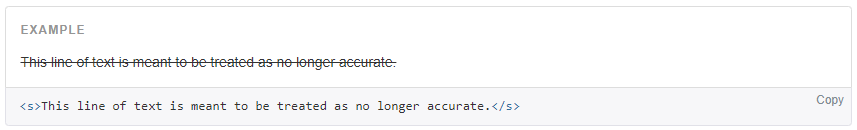 EXAMPLE
This line of text is meant to be treated as no longer accurate.
Copy
<s>This line of text is meant to be treated as no longer accurate.</s>